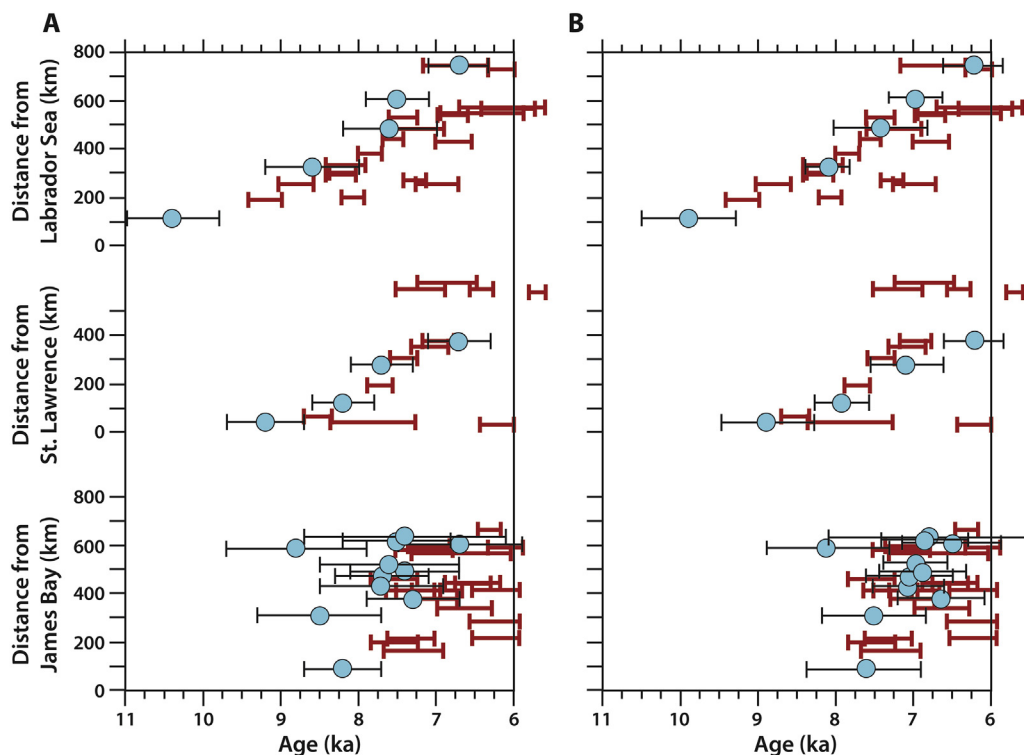 A
B
Distance from
Labrador Sea (km)
800
600
400
200
0
Distance from
St. Lawrence (km)
400
200
0
Distance from
James Bay (km)
800
600
400
200
0
11 10 9 8 7 6
Age (ka)
11 10 9 8 7 6
Age (ka)